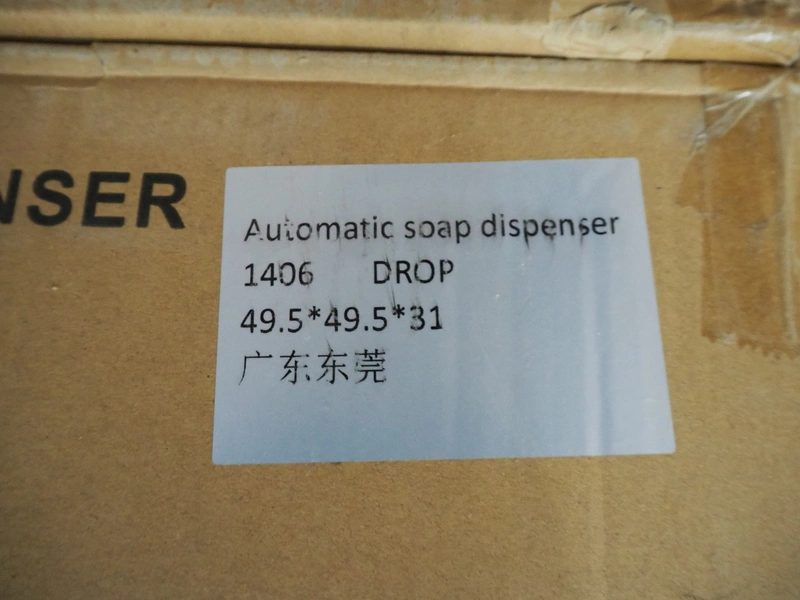 NSER
Automatic soap dispenser
1406 DROP
49.5*49.5*31
广东东莞